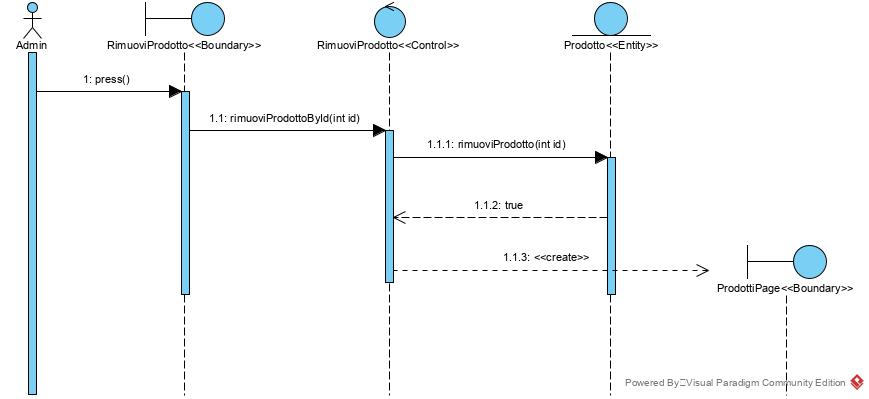 Admin
RimuoviProdotto<<Boundary>>
RimuoviProdotto<<Control>>
Prodotto<<Entity>>
1: press()
1.1: rimuoviProdottoById(int id)
1.1.1: rimuoviProdotto(int id)
1.1.2: true
1.1.3: <<create>>
ProdottiPage<<Boundary>>
Powered By Visual Paradigm Community Edition